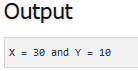 Output
X = 30 and Y = 10